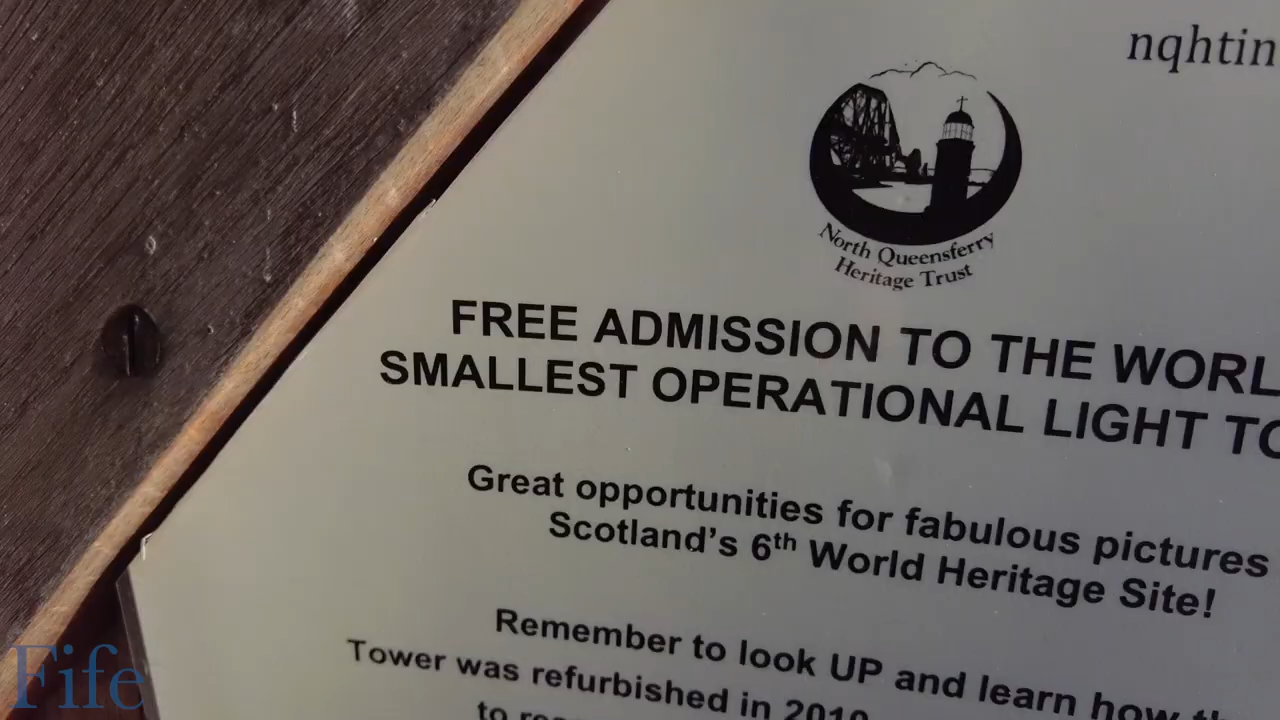 nqhtin
North Queensferry
Heritage Trust
FREE ADMISSION TO THE WORL
SMALLEST OPERATIONAL LIGHT TO
Great opportunities for fabulous pictures
Scotland's 6th World Heritage Site!
Remember to look UP and learn how
Tower was refurbished in 2010
to
Fife